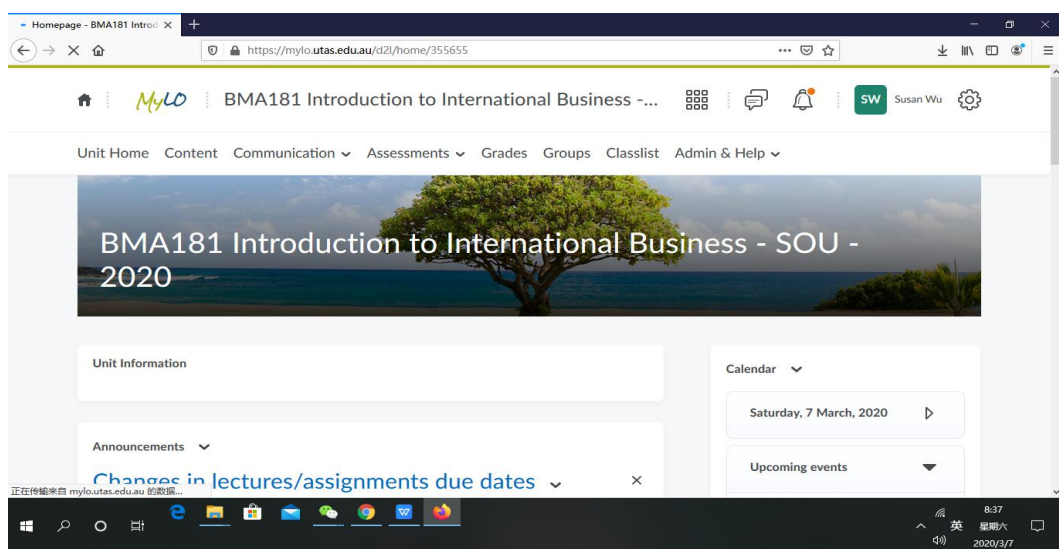 Homepage - BMA181 Introd
https://mylo.utas.edu.au/d2l/home/355655
MyLO BMA181 Introduction to International Business -... SW Susan Wu
Unit Home Content Communication Assessments Grades Groups Classlist Admin & Help
BMA181 Introduction to International Business - SOU -
2020
Unit Information
Calendar
Saturday, 7 March, 2020
Announcements
Upcoming events
Changes in lectures/assignments due dates
正在传输来自 mylo.utas.edu.au 的数据...
英
8:37
星期六
2020/3/7